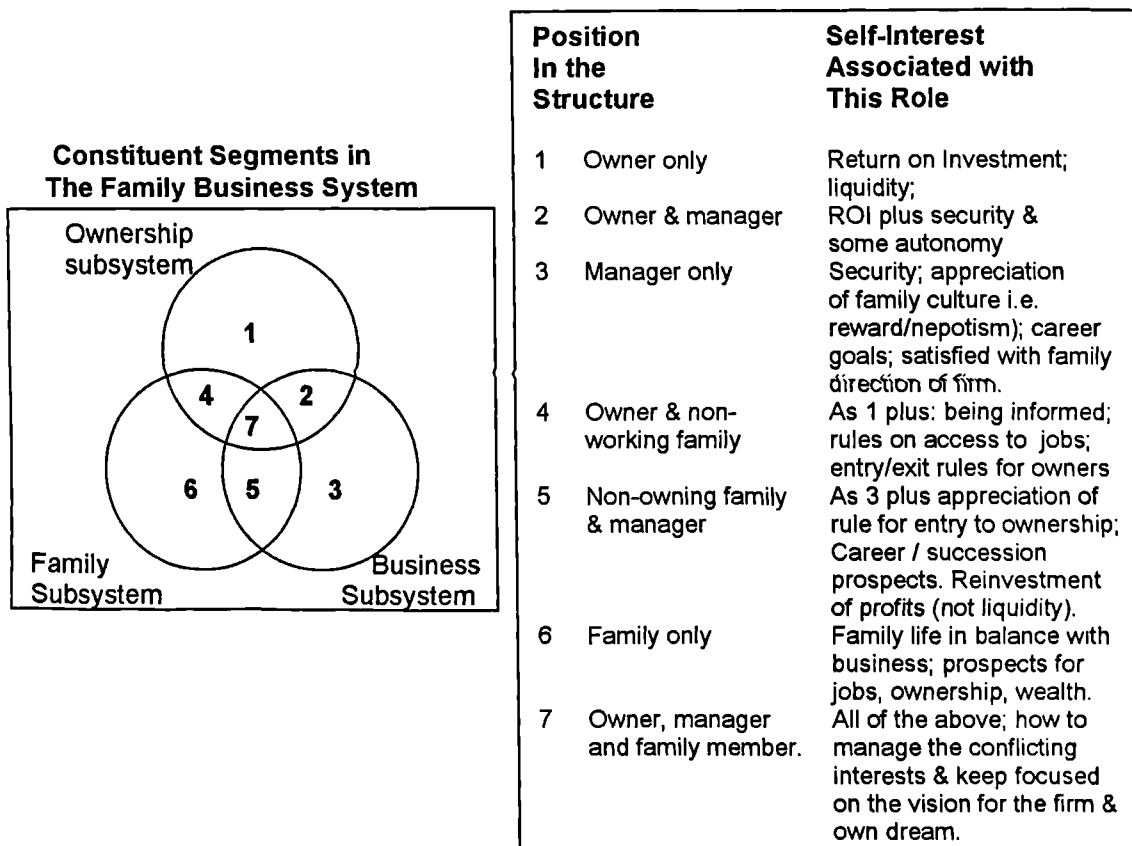 Constituent Segments in
The Family Business System
Ownership
subsystem
1
4
2
7
6
5
3
Family
Subsystem
Business
Subsystem
Position
In the
Structure
Self-Interest
Associated with
This Role
1 Owner only Return on Investment;
liquidity;
2 Owner & manager ROI plus security &
some autonomy
3 Manager only Security; appreciation
of family culture i.e.
reward/nepotism); career
goals; satisfied with family
direction of firm.
4 Owner & non- As 1 plus: being informed;
working family rules on access to jobs;
entry/exit rules for owners
5 Non-owning family As 3 plus appreciation of
& manager rule for entry to ownership;
Career / succession
prospects. Reinvestment
of profits (not liquidity).
6 Family only Family life in balance with
business; prospects for
jobs, ownership, wealth.
7 Owner, manager All of the above; how to
and family member. manage the conflicting
interests & keep focused
on the vision for the firm &
own dream.